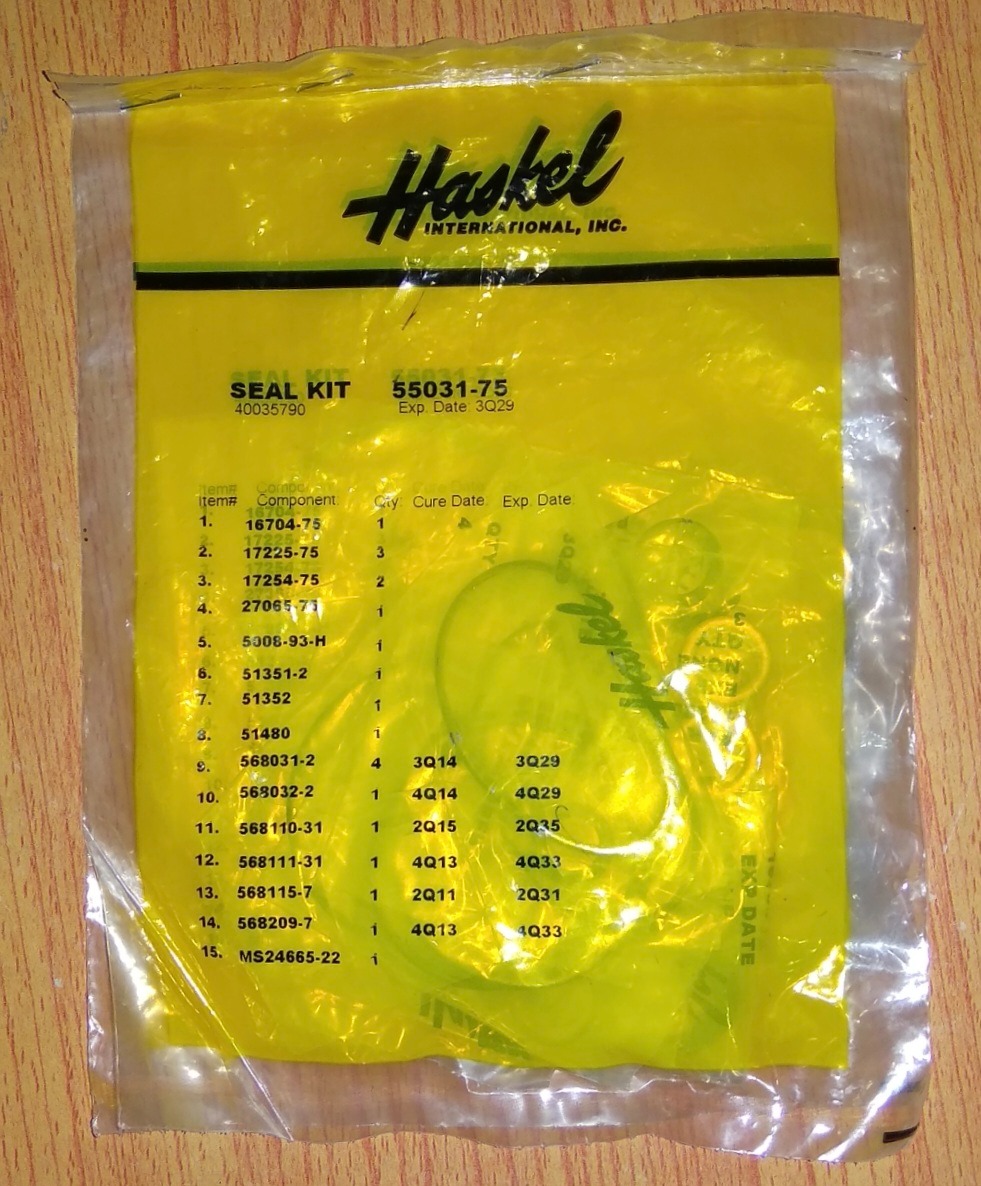 Haskel
INTERNATIONAL, INC.
SEAL KIT 55031-75
40035790 Exp. Date: 3Q29
Item# Component: Qty: Cure Date: Exp. Date:
1. 16704-75 1
2. 17225-75 3
3. 17254-75 2
4. 27065-75 1
5. 5008-93-H 1
6. 51351-2 1
7. 51352 1
8. 51480 1
9. 568031-2 4 3Q14 3Q29
10. 568032-2 1 4Q14 4Q29
11. 568110-31 1 2Q15 2Q35
12. 568111-31 1 4Q13 4Q33
13. 568115-7 1 2Q11 2Q31
14. 568209-7 1 4Q13 4Q33
15. MS24665-22 1
Haskel
QTY
EXP DATE